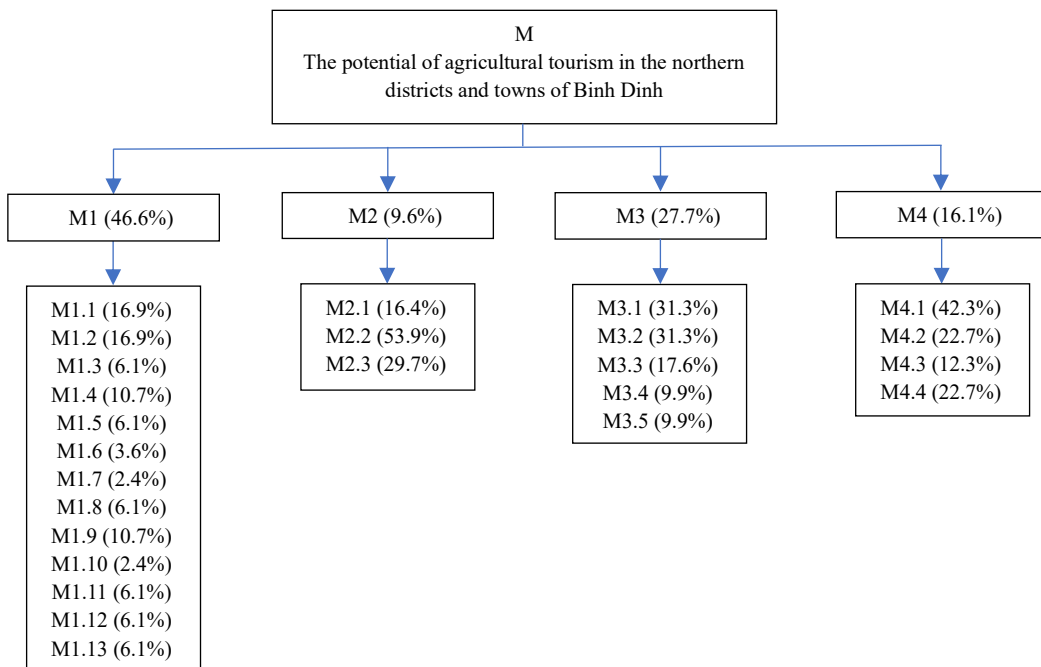 M
The potential of agricultural tourism in the northern
districts and towns of Binh Dinh
M1 (46.6%)
M2 (9.6%)
M3 (27.7%)
M4 (16.1%)
M1.1 (16.9%)
M1.2 (16.9%)
M1.3 (6.1%)
M1.4 (10.7%)
M1.5 (6.1%)
M1.6 (3.6%)
M1.7 (2.4%)
M1.8 (6.1%)
M1.9 (10.7%)
M1.10 (2.4%)
M1.11 (6.1%)
M1.12 (6.1%)
M1.13 (6.1%)
M2.1 (16.4%)
M2.2 (53.9%)
M2.3 (29.7%)
M3.1 (31.3%)
M3.2 (31.3%)
M3.3 (17.6%)
M3.4 (9.9%)
M3.5 (9.9%)
M4.1 (42.3%)
M4.2 (22.7%)
M4.3 (12.3%)
M4.4 (22.7%)